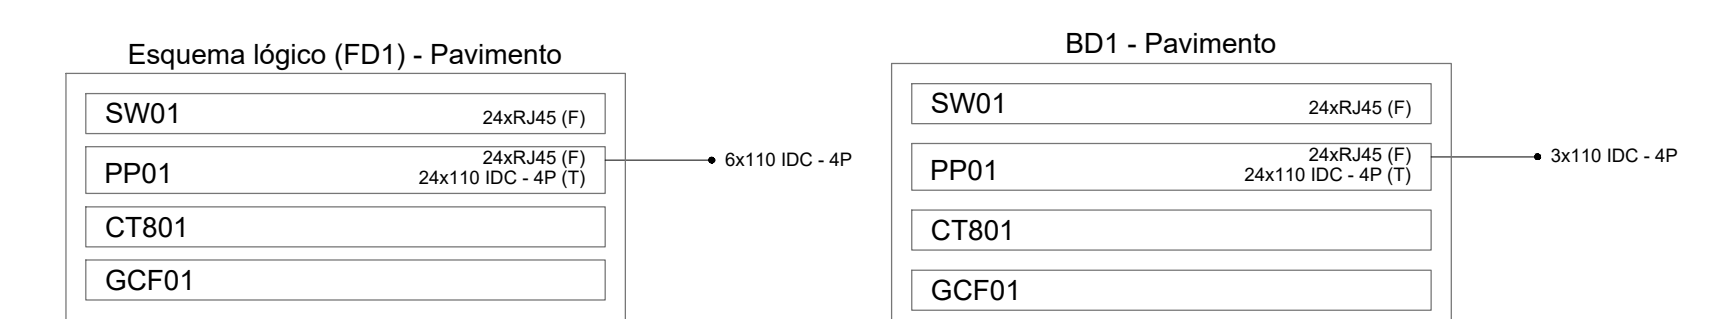 Esquema lógico (FD1) - Pavimento
SW01
24xRJ45 (F)
PP01
24xRJ45 (F)
24x110 IDC - 4P (T)
6x110 IDC - 4P
CT801
GCF01
BD1 - Pavimento
SW01
24xRJ45 (F)
PP01
24xRJ45 (F)
24x110 IDC - 4P (T)
3x110 IDC - 4P
CT801
GCF01